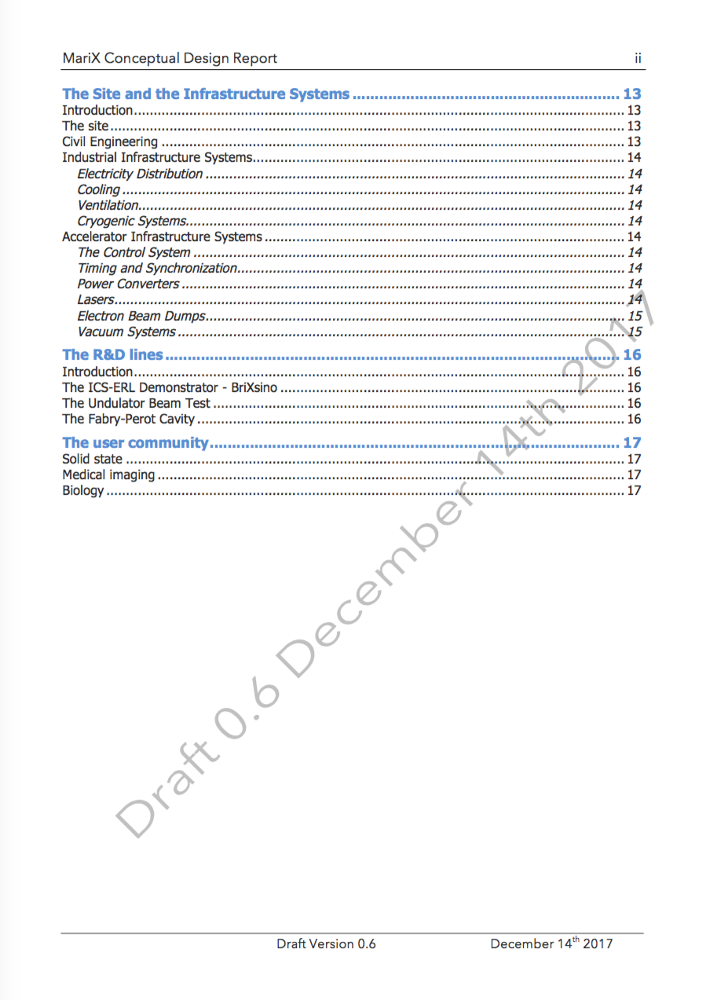 MariX Conceptual Design Report ii
The Site and the Infrastructure Systems 13
Introduction 13
The site 13
Civil Engineering 13
Industrial Infrastructure Systems 14
Electricity Distribution 14
Cooling 14
Ventilation 14
Cryogenic Systems 14
Accelerator Infrastructure Systems 14
The Control System 14
Timing and Synchronization 14
Power Converters 14
Lasers 14
Electron Beam Dumps 15
Vacuum Systems 15
The R&D lines 16
Introduction 16
The ICS-ERL Demonstrator - BriXsino 16
The Undulator Beam Test 16
The Fabry-Perot Cavity 16
The user community 17
Solid state 17
Medical imaging 17
Biology 17
Draft 0.6 December 14th 2017
Draft Version 0.6 December 14th 2017